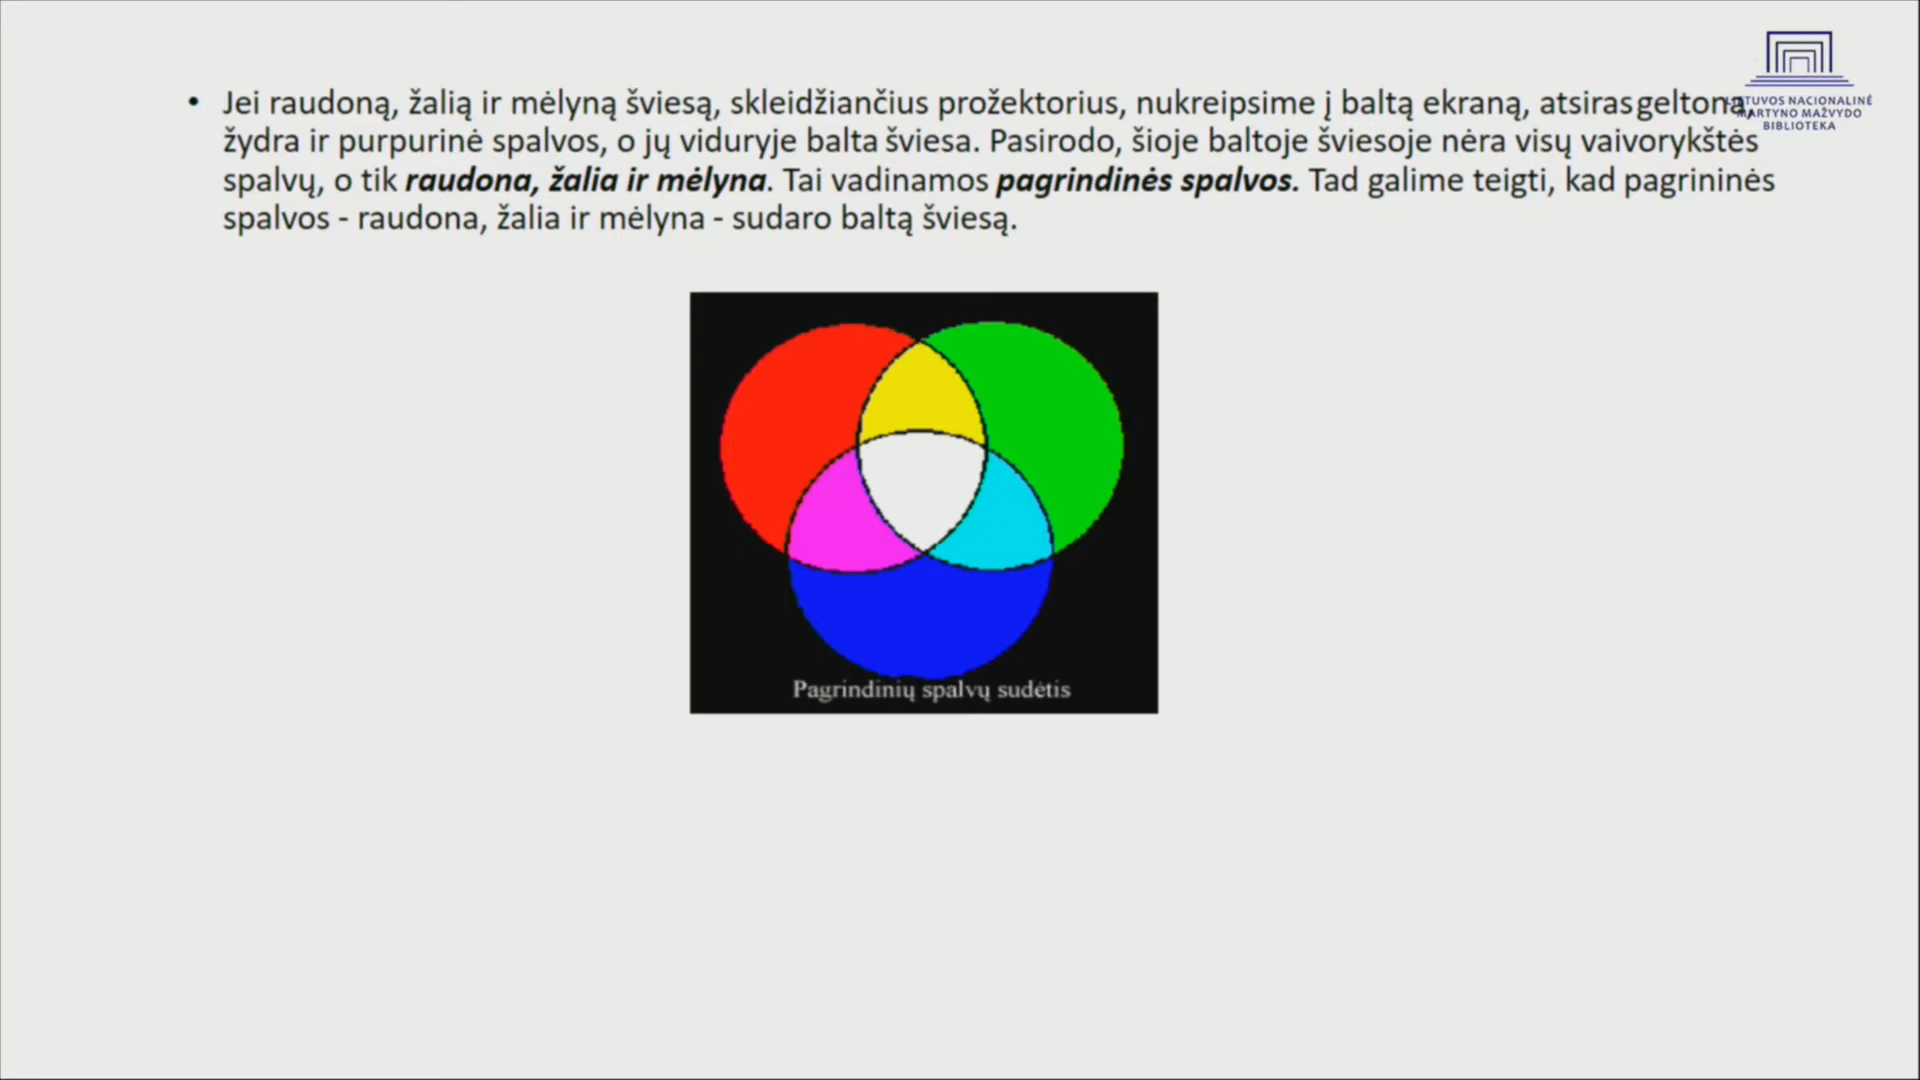 • Jei raudoną, žalią ir mėlyną šviesą, skleidžiančius prožektorius, nukreipsime į baltą ekraną, atsiras geltona,
žydra ir purpurinė spalvos, o jų viduryje balta šviesa. Pasirodo, šioje baltoje šviesoje nėra visų vaivorykštės
spalvų, o tik raudona, žalia ir mėlyna. Tai vadinamos pagrindinės spalvos. Tad galime teigti, kad pagrininės
spalvos - raudona, žalia ir mėlyna - sudaro baltą šviesą.
LIETUVOS NACIONALINĖ
MARTYNO MAŽVYDO
BIBLIOTEKA
Pagrindinių spalvų sudėtis